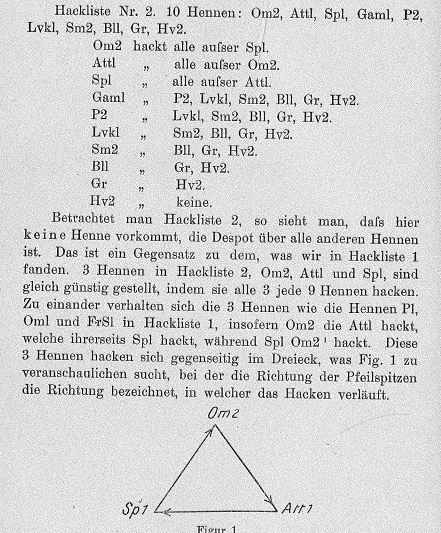 Hackliste Nr. 2. 10 Hennen: Om2, Attl, Spl, Gaml, P2,
Lvkl, Sm2, Bll, Gr, Hv2.
Om2 hackt alle aufser Spl.
Attl „ alle aufser Om2.
Spl „ alle aufser Attl.
Gaml „ P2, Lvkl, Sm2, Bll, Gr, Hv2.
P2 „ Lvkl, Sm2, Bll, Gr, Hv2.
Lvkl „ Sm2, Bll, Gr, Hv2.
Sm2 „ Bll, Gr, Hv2.
Bll „ Gr, Hv2.
Gr „ Hv2.
Hv2 „ keine.
Betrachtet man Hackliste 2, so sieht man, dafs hier
keine Henne vorkommt, die Despot über alle anderen Hennen
ist. Das ist ein Gegensatz zu dem, was wir in Hackliste 1
fanden. 3 Hennen in Hackliste 2, Om2, Attl und Spl, sind
gleich günstig gestellt, indem sie alle 3 jede 9 Hennen hacken.
Zu einander verhalten sich die 3 Hennen wie die Hennen Pl,
Oml und FrSl in Hackliste 1, insofern Om2 die Attl hackt,
welche ihrerseits Spl hackt, während Spl Om2 hackt. Diese
3 Hennen hacken sich gegenseitig im Dreieck, was Fig. 1 zu
veranschaulichen sucht, bei der die Richtung der Pfeilspitzen
die Richtung bezeichnet, in welcher das Hacken verläuft.
Om2
Sp1 Att1
Figur 1